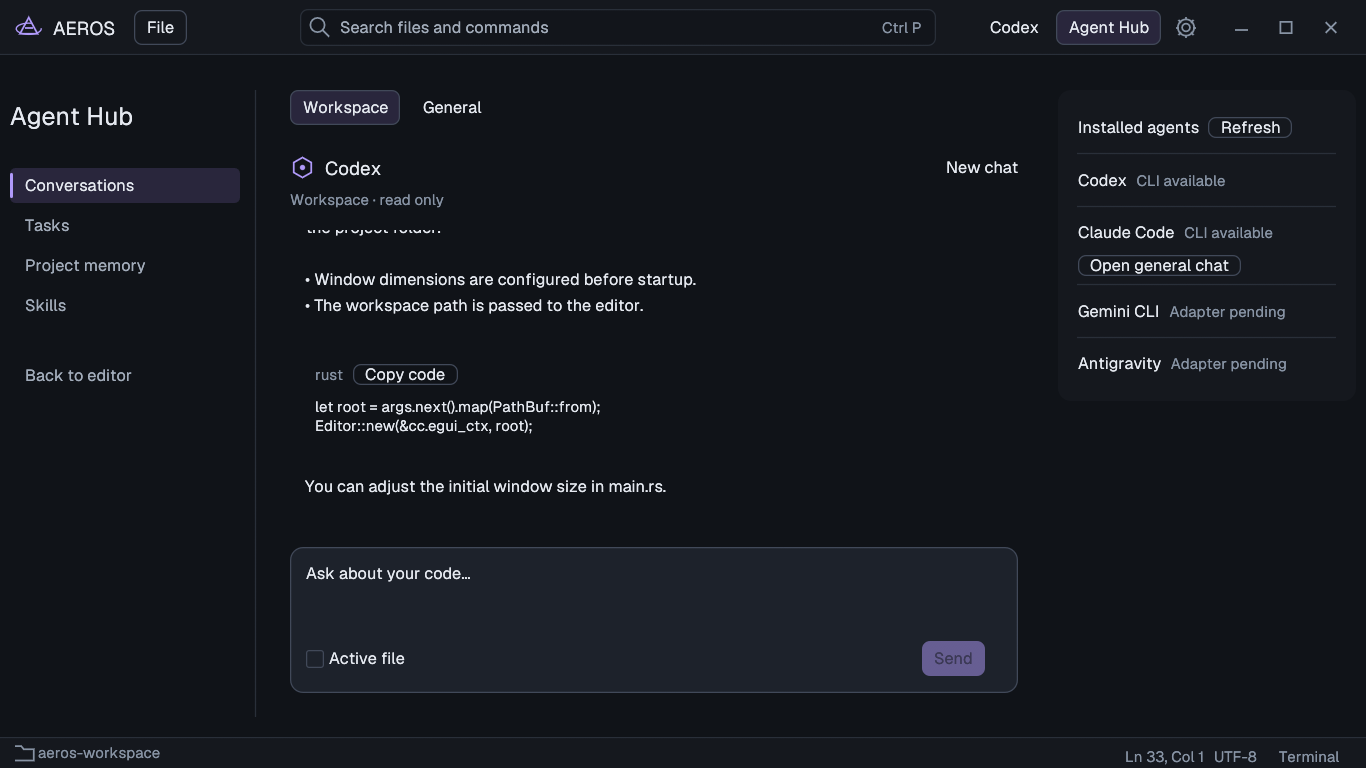 AEROS File Search files and commands Ctrl P Codex Agent Hub
Agent Hub
Conversations
Tasks
Project memory
Skills
Back to editor
Workspace General
Codex New chat
Workspace · read only
the project folder.
• Window dimensions are configured before startup.
• The workspace path is passed to the editor.
rust Copy code
let root = args.next().map(PathBuf::from);
Editor::new(&cc.egui_ctx, root);
You can adjust the initial window size in main.rs.
Ask about your code…
Active file Send
Installed agents Refresh
Codex CLI available
Claude Code CLI available
Open general chat
Gemini CLI Adapter pending
Antigravity Adapter pending
aeros-workspace Ln 33, Col 1 UTF-8 Terminal